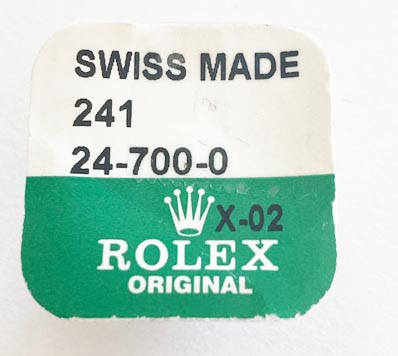 SWISS MADE
241
24-700-0
X-02
ROLEX
ORIGINAL